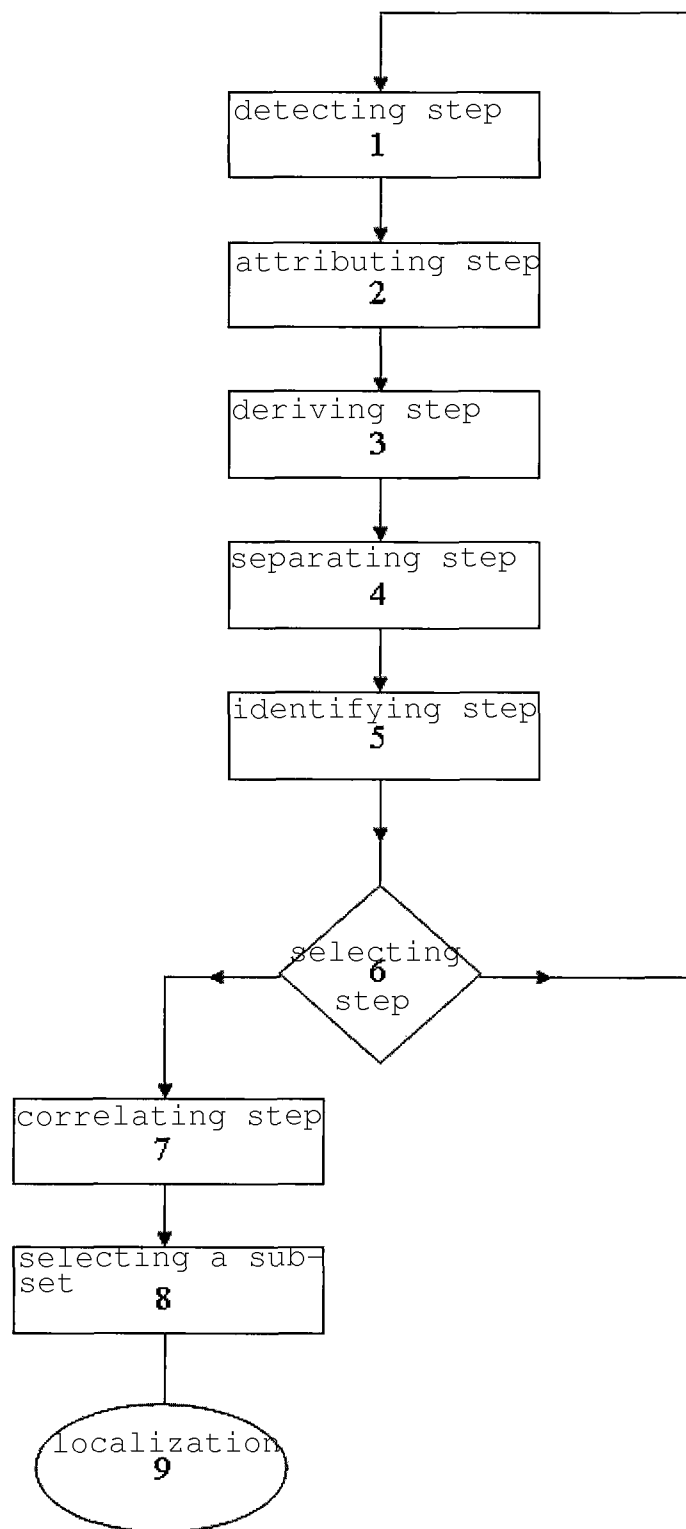 detecting step
1
attributing step
2
deriving step
3
separating step
4
identifying step
5
selecting
6
step
correlating step
7
selecting a sub-
set
8
localization
9